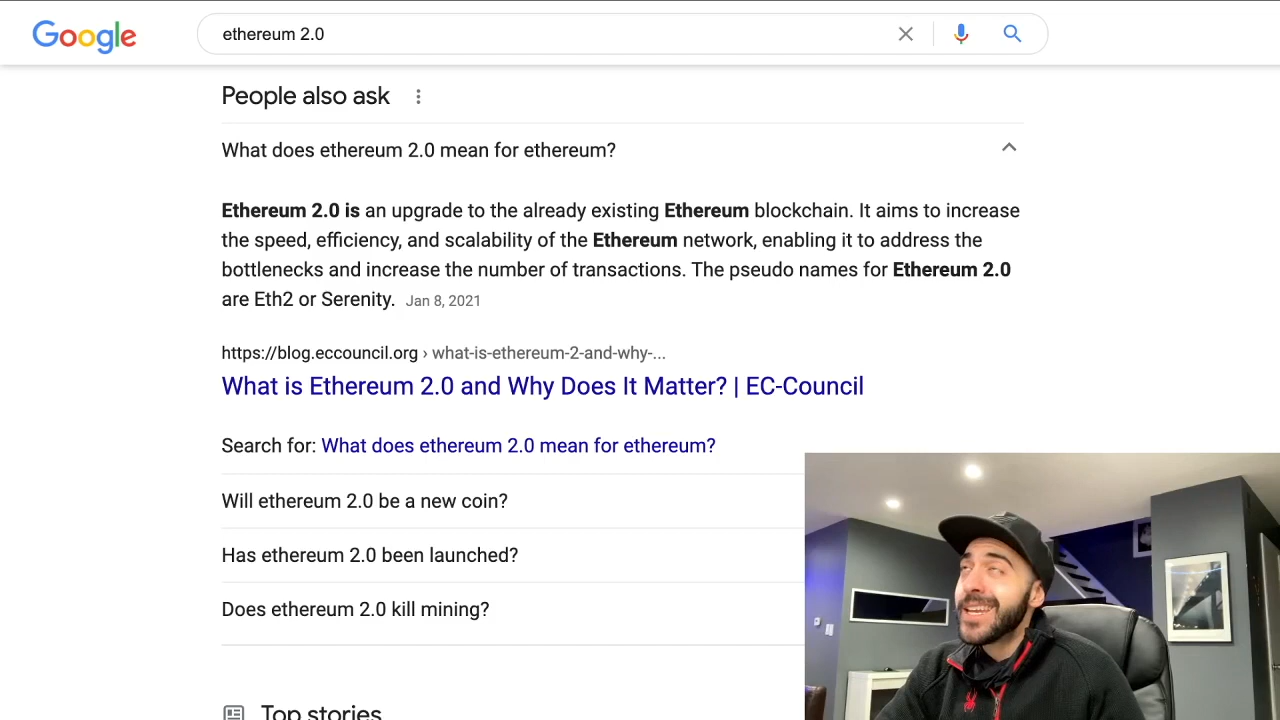 Google
ethereum 2.0
People also ask
What does ethereum 2.0 mean for ethereum?
Ethereum 2.0 is an upgrade to the already existing Ethereum blockchain. It aims to increase
the speed, efficiency, and scalability of the Ethereum network, enabling it to address the
bottlenecks and increase the number of transactions. The pseudo names for Ethereum 2.0
are Eth2 or Serenity. Jan 8, 2021
https://blog.eccouncil.org › what-is-ethereum-2-and-why-...
What is Ethereum 2.0 and Why Does It Matter? | EC-Council
Search for: What does ethereum 2.0 mean for ethereum?
Will ethereum 2.0 be a new coin?
Has ethereum 2.0 been launched?
Does ethereum 2.0 kill mining?
Top stories